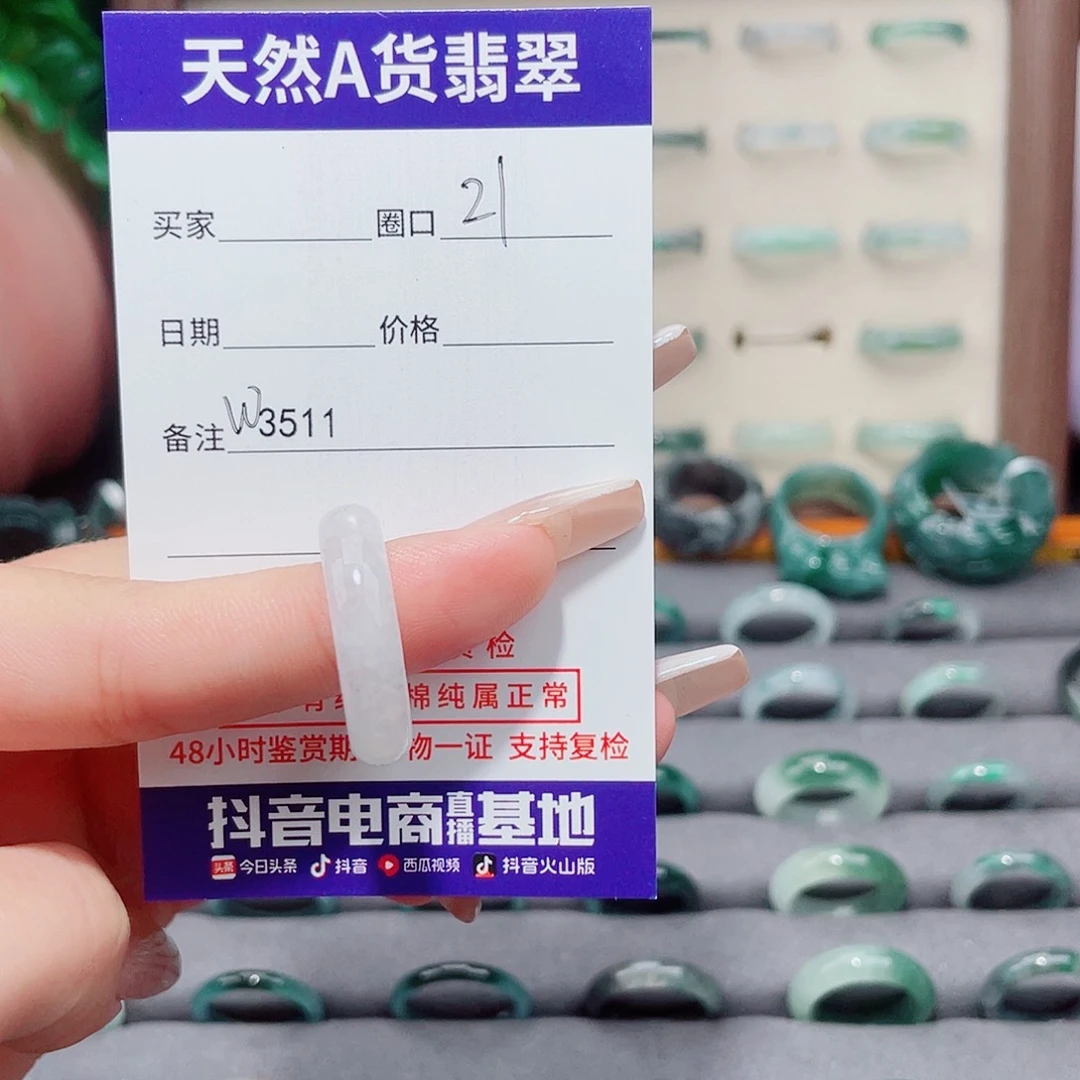 天然A货翡翠
买家 圈口 21
日期 价格
备注 W3511
检
棉纯属正常
48小时鉴赏期 物一证 支持复检
抖音电商直播基地
头条 今日头条 抖音 西瓜视频 抖音火山版